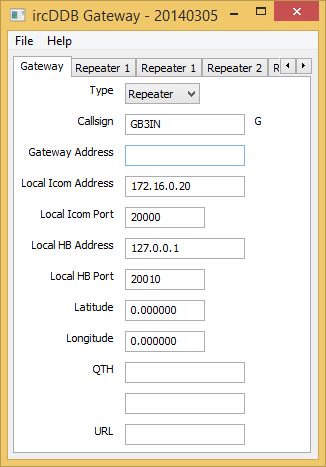 ircDDB Gateway - 20140305
File Help
Gateway Repeater 1 Repeater 1 Repeater 2 R
Type Repeater
Callsign GB3IN G
Gateway Address
Local Icom Address 172.16.0.20
Local Icom Port 20000
Local HB Address 127.0.0.1
Local HB Port 20010
Latitude 0.000000
Longitude 0.000000
QTH
URL